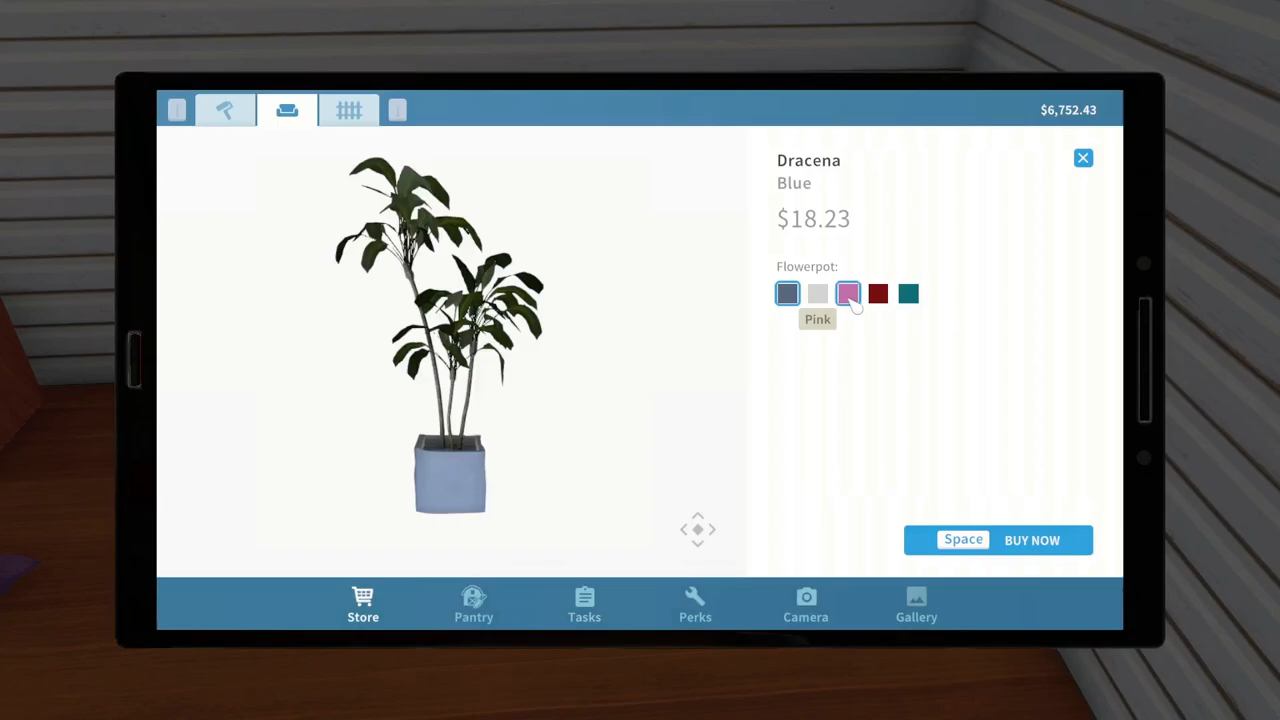 $6,752.43
Dracena
Blue
$18.23
Flowerpot:
Pink
Space BUY NOW
Store Pantry Tasks Perks Camera Gallery